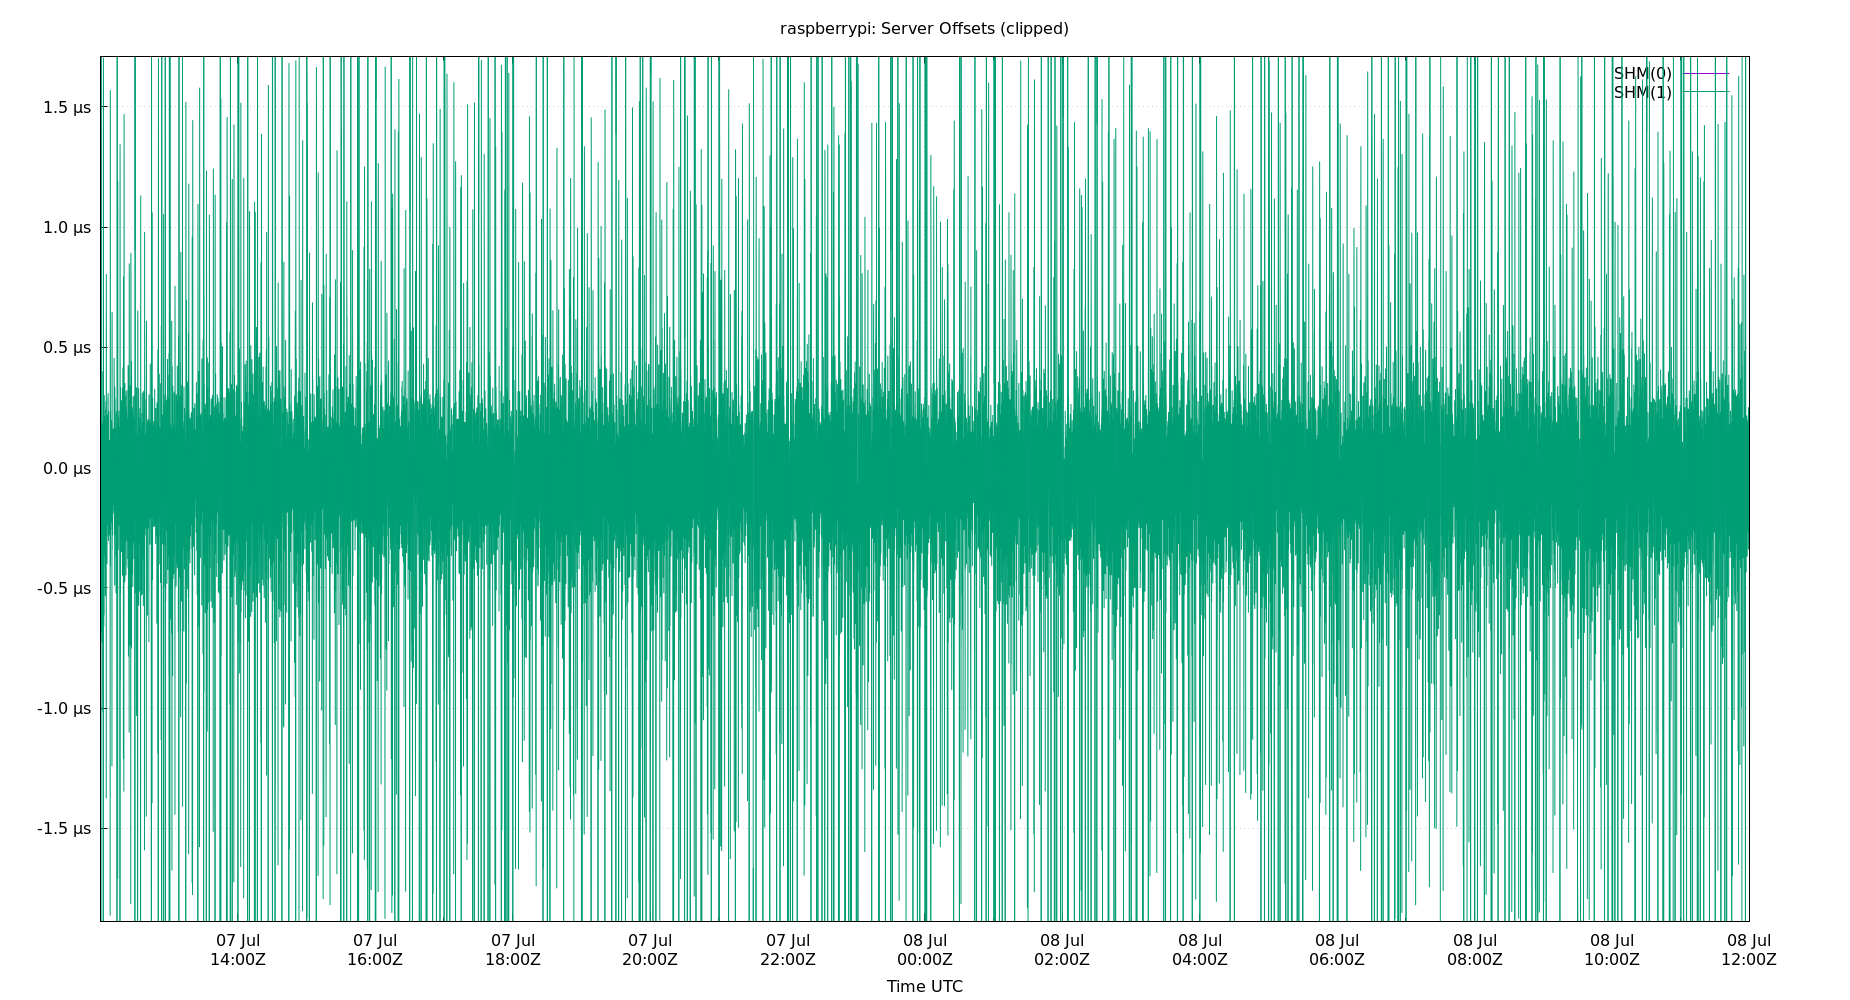 raspberrypi: Server Offsets (clipped)
SHM(0)
SHM(1)
1.5 µs
1.0 µs
0.5 µs
0.0 µs
-0.5 µs
-1.0 µs
-1.5 µs
07 Jul 07 Jul 07 Jul 07 Jul 07 Jul 08 Jul 08 Jul 08 Jul 08 Jul 08 Jul 08 Jul 08 Jul
14:00Z 16:00Z 18:00Z 20:00Z 22:00Z 00:00Z 02:00Z 04:00Z 06:00Z 08:00Z 10:00Z 12:00Z
Time UTC